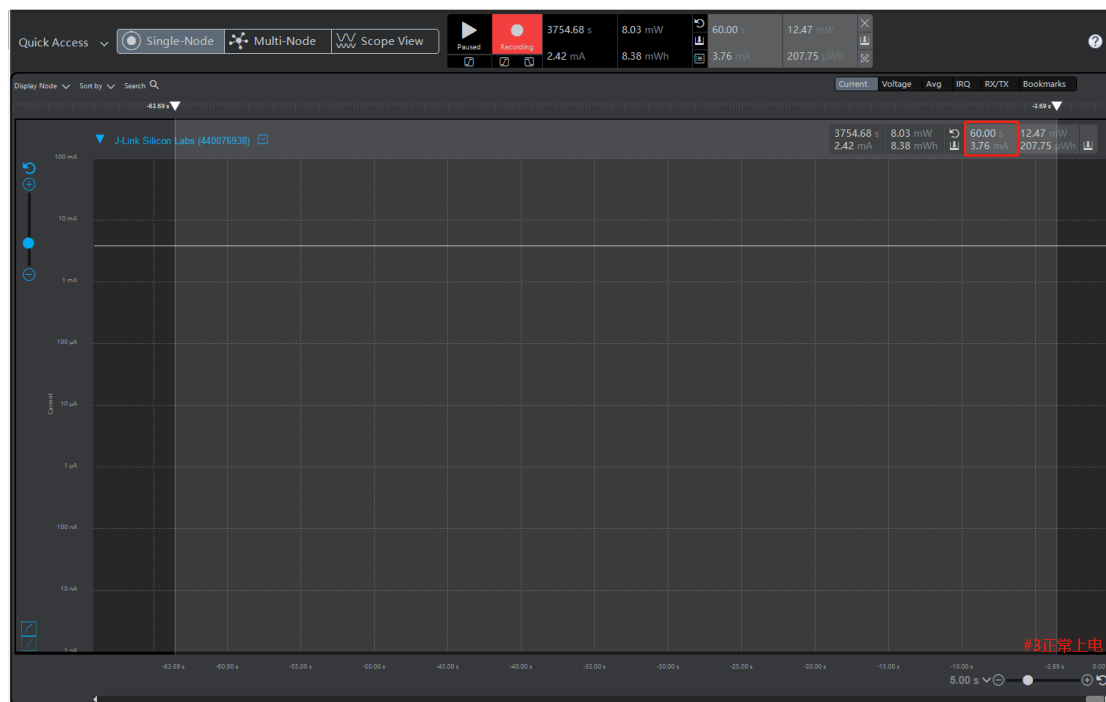 Quick Access
Single-Node
Multi-Node
Scope View
Paused
Recording
3754.68 s
8.03 mW
2.42 mA
8.38 mWh
60.00 s
12.47 mW
3.76 mA
207.75 µWh
Display Node
Sort by
Search
Current
Voltage
Avg
IRQ
RX/TX
Bookmarks
-63.69 s
-3.69 s
J-Link Silicon Labs (440076938)
3754.68 s 8.03 mW 60.00 s 12.47 mW
2.42 mA 8.38 mWh 3.76 mA 207.75 µWh
100 mA
10 mA
1 mA
100 µA
10 µA
1 µA
100 nA
10 nA
1 nA
Current
#3正常上电
-63.69 s
-60.00 s
-55.00 s
-50.00 s
-45.00 s
-40.00 s
-35.00 s
-30.00 s
-25.00 s
-20.00 s
-15.00 s
-10.00 s
-3.69 s
0.00
5.00 s